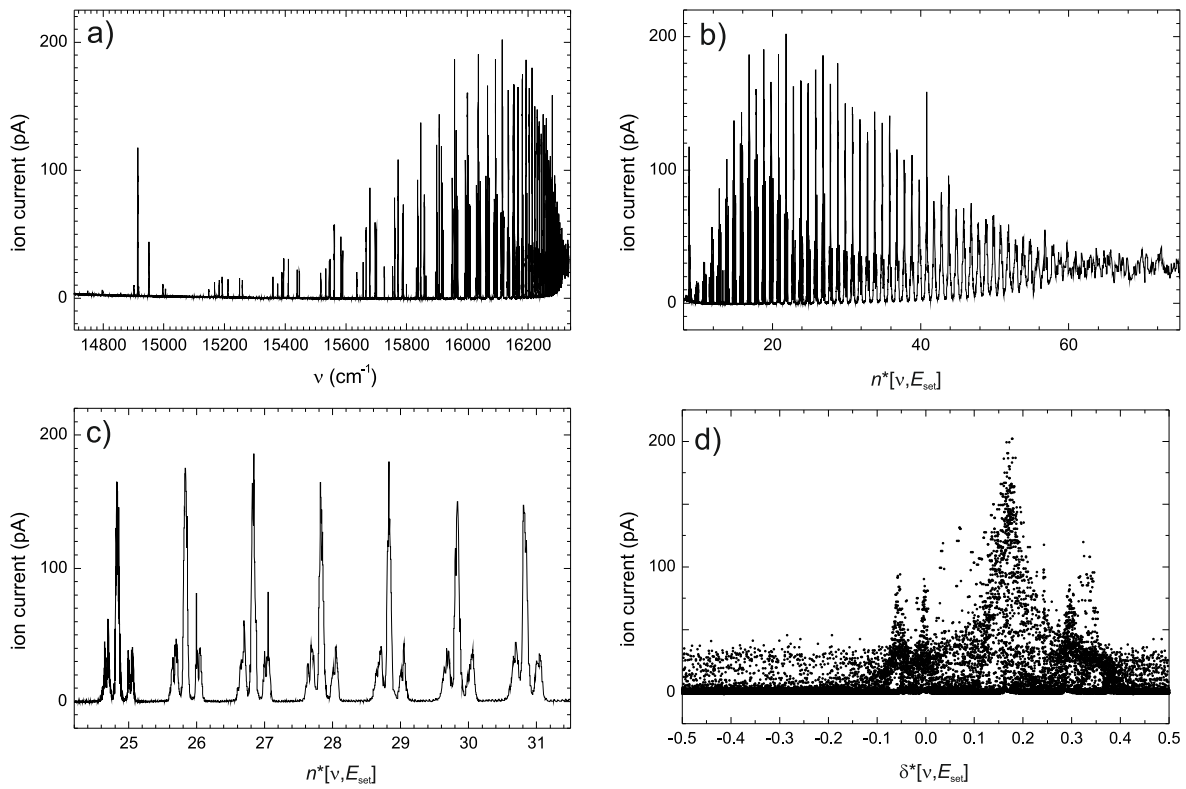 a)
ion current (pA)
200
100
0
14800 15000 15200 15400 15600 15800 16000 16200
ν (cm-1)
b)
ion current (pA)
200
100
0
20 40 60
n*[ν,Eset]
c)
ion current (pA)
200
100
0
25 26 27 28 29 30 31
n*[ν,Eset]
d)
ion current (pA)
200
100
0
-0.5 -0.4 -0.3 -0.2 -0.1 0.0 0.1 0.2 0.3 0.4 0.5
δ*[ν,Eset]